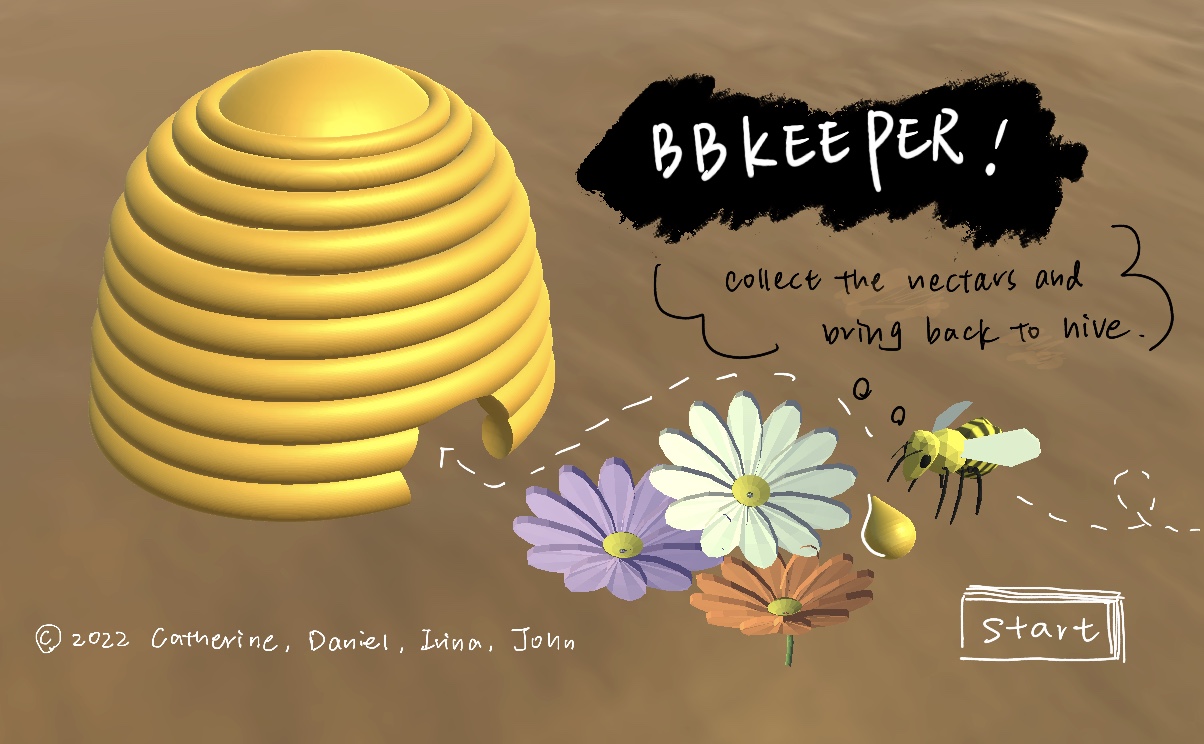 BBKEEPER!
collect the nectars and
bring back to hive.
start
© 2022 Catherine, Daniel, Irina, John